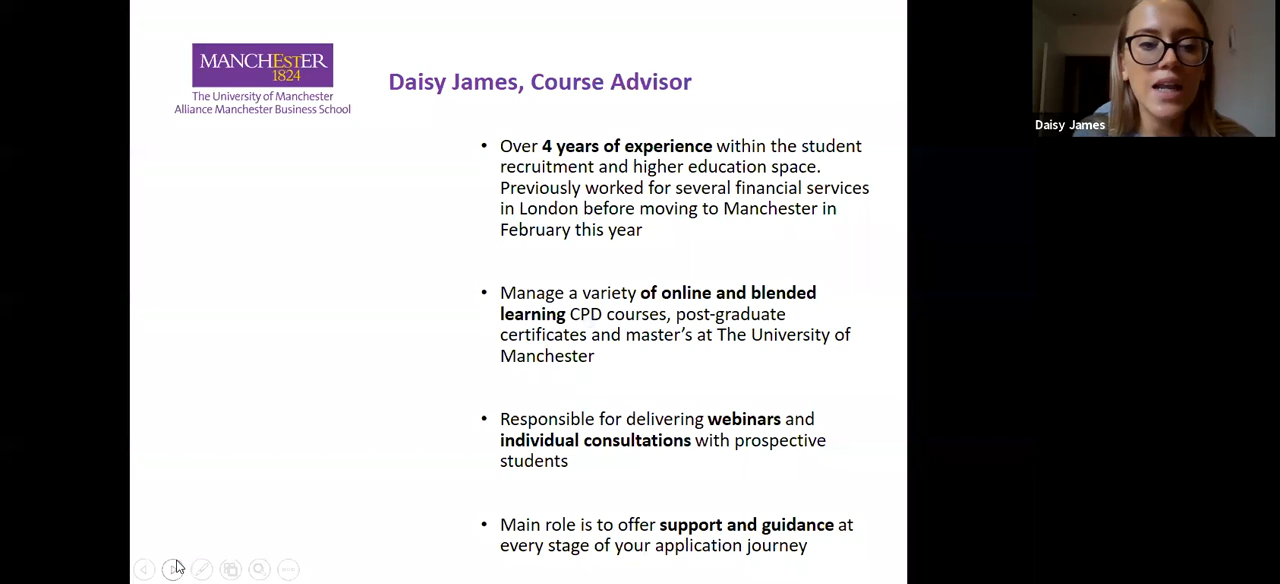 MANCHEsTER
1824
The University of Manchester
Alliance Manchester Business School
Daisy James, Course Advisor
• Over 4 years of experience within the student
recruitment and higher education space.
Previously worked for several financial services
in London before moving to Manchester in
February this year
• Manage a variety of online and blended
learning CPD courses, post-graduate
certificates and master's at The University of
Manchester
• Responsible for delivering webinars and
individual consultations with prospective
students
• Main role is to offer support and guidance at
every stage of your application journey
Daisy James